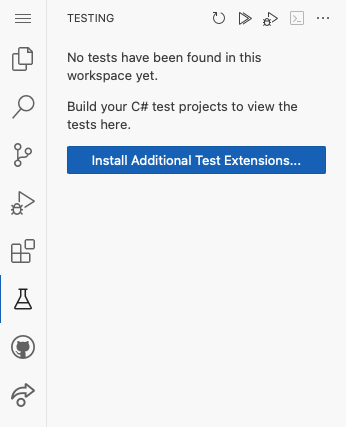 TESTING
No tests have been found in this
workspace yet.
Build your C# test projects to view the
tests here.
Install Additional Test Extensions...